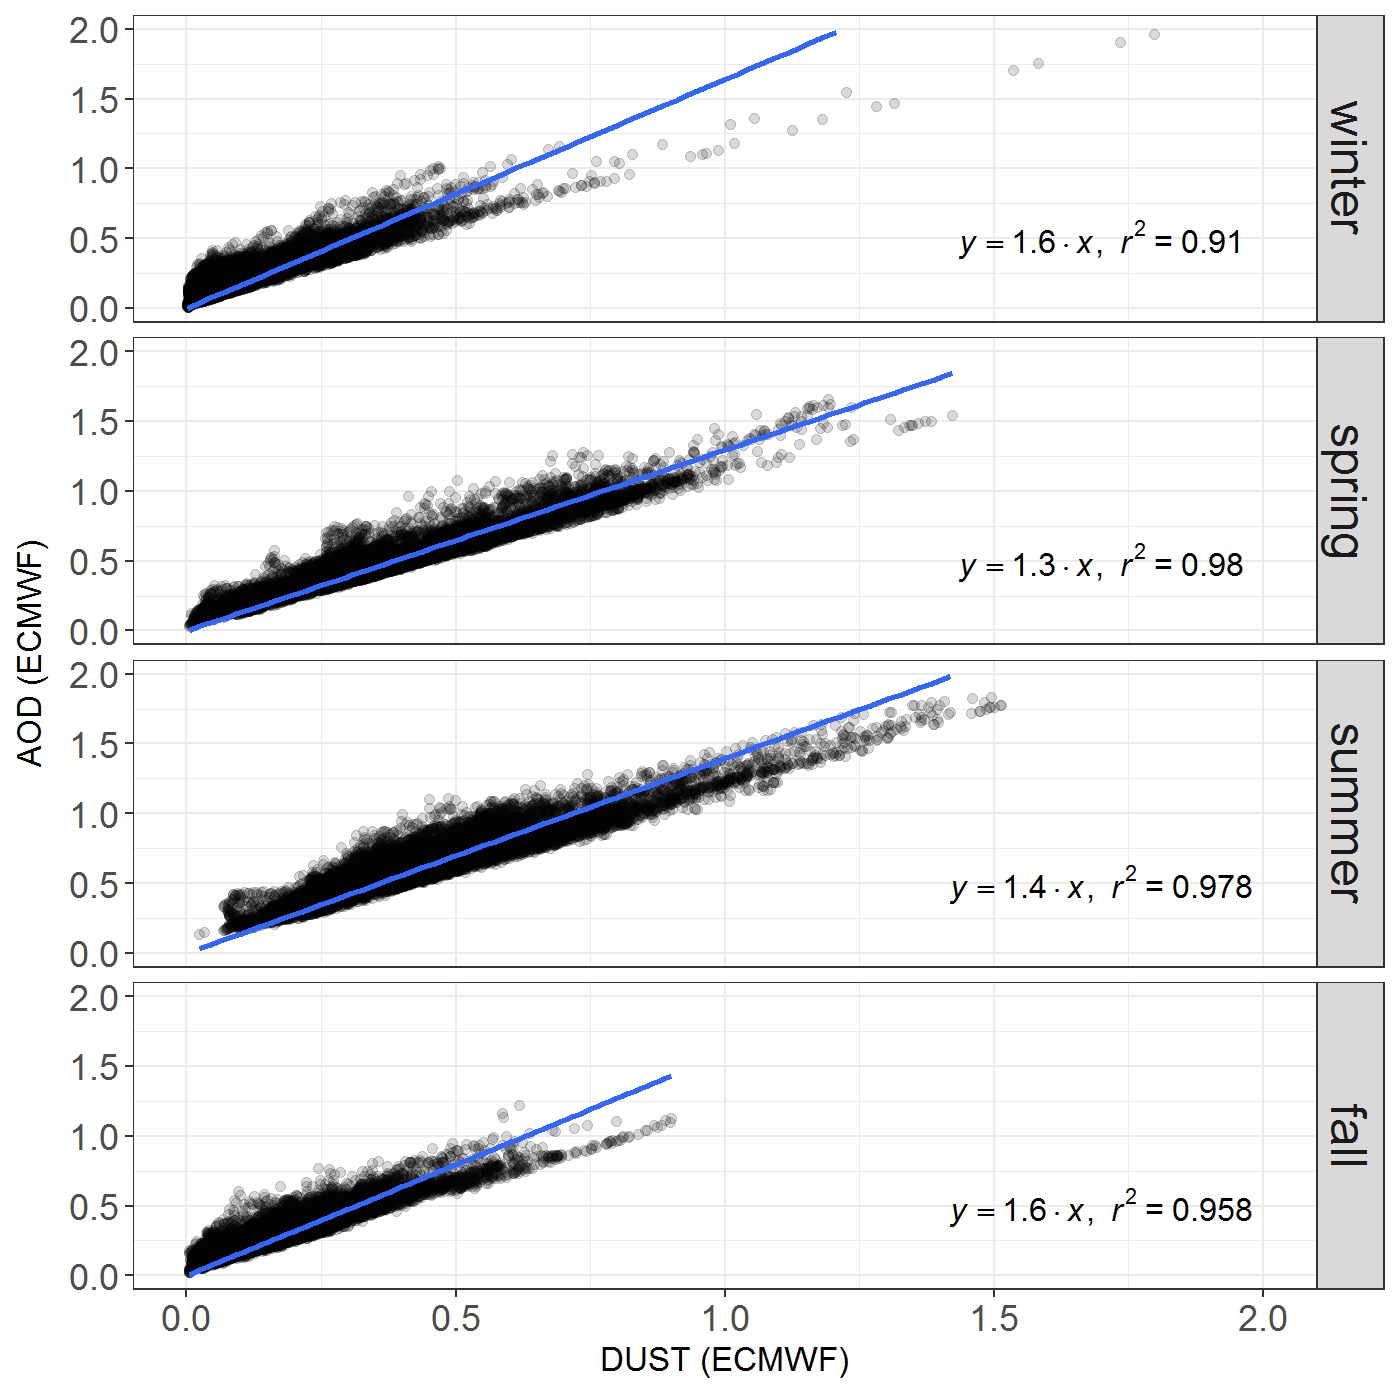 2.0
1.5
1.0
0.5
0.0
y = 1.6 · x, r² = 0.91
winter
2.0
1.5
1.0
0.5
0.0
y = 1.3 · x, r² = 0.98
spring
2.0
1.5
1.0
0.5
0.0
y = 1.4 · x, r² = 0.978
summer
2.0
1.5
1.0
0.5
0.0
y = 1.6 · x, r² = 0.958
fall
AOD (ECMWF)
0.0 0.5 1.0 1.5 2.0
DUST (ECMWF)